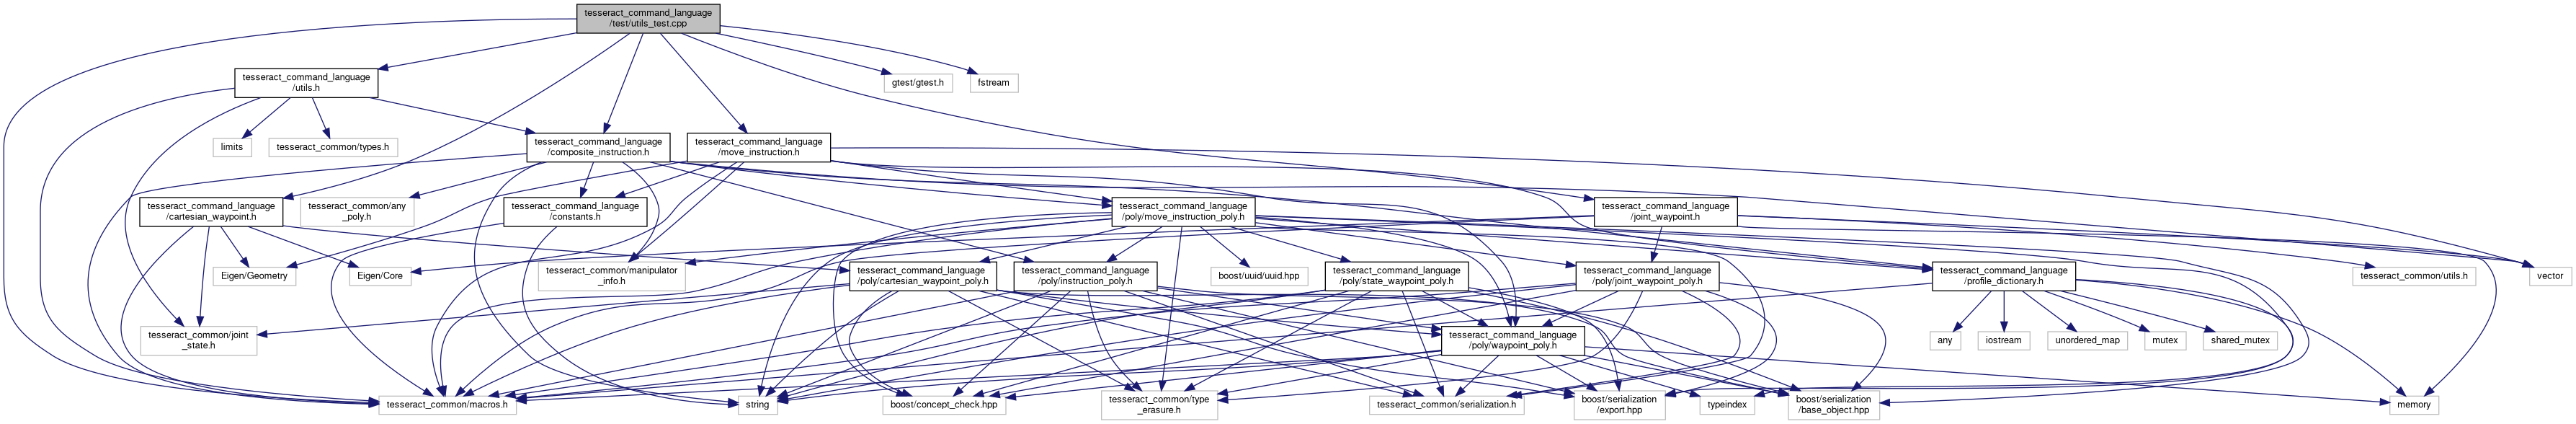 tesseract_command_language
/test/utils_test.cpp
tesseract_command_language
/utils.h
gtest/gtest.h
fstream
limits
tesseract_common/types.h
tesseract_command_language
/composite_instruction.h
tesseract_command_language
/move_instruction.h
tesseract_command_language
/cartesian_waypoint.h
tesseract_common/any
_poly.h
tesseract_command_language
/constants.h
tesseract_command_language
/poly/move_instruction_poly.h
tesseract_command_language
/joint_waypoint.h
Eigen/Geometry
Eigen/Core
tesseract_common/manipulator
_info.h
tesseract_command_language
/poly/cartesian_waypoint_poly.h
tesseract_command_language
/poly/instruction_poly.h
boost/uuid/uuid.hpp
tesseract_command_language
/poly/state_waypoint_poly.h
tesseract_command_language
/poly/joint_waypoint_poly.h
tesseract_command_language
/profile_dictionary.h
tesseract_common/utils.h
vector
tesseract_common/joint
_state.h
tesseract_command_language
/poly/waypoint_poly.h
any
iostream
unordered_map
mutex
shared_mutex
tesseract_common/macros.h
string
boost/concept_check.hpp
tesseract_common/type
_erasure.h
tesseract_common/serialization.h
boost/serialization
/export.hpp
typeindex
boost/serialization
/base_object.hpp
memory